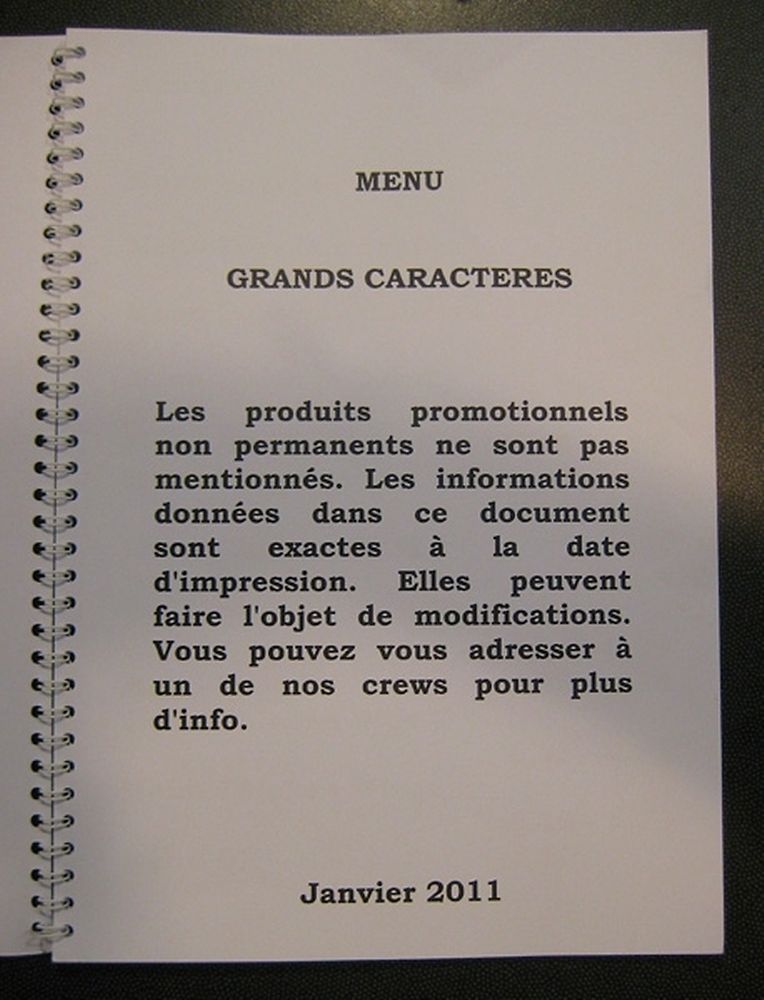 MENU
GRANDS CARACTERES
Les produits promotionnels
non permanents ne sont pas
mentionnés. Les informations
données dans ce document
sont exactes à la date
d'impression. Elles peuvent
faire l'objet de modifications.
Vous pouvez vous adresser à
un de nos crews pour plus
d'info.
Janvier 2011